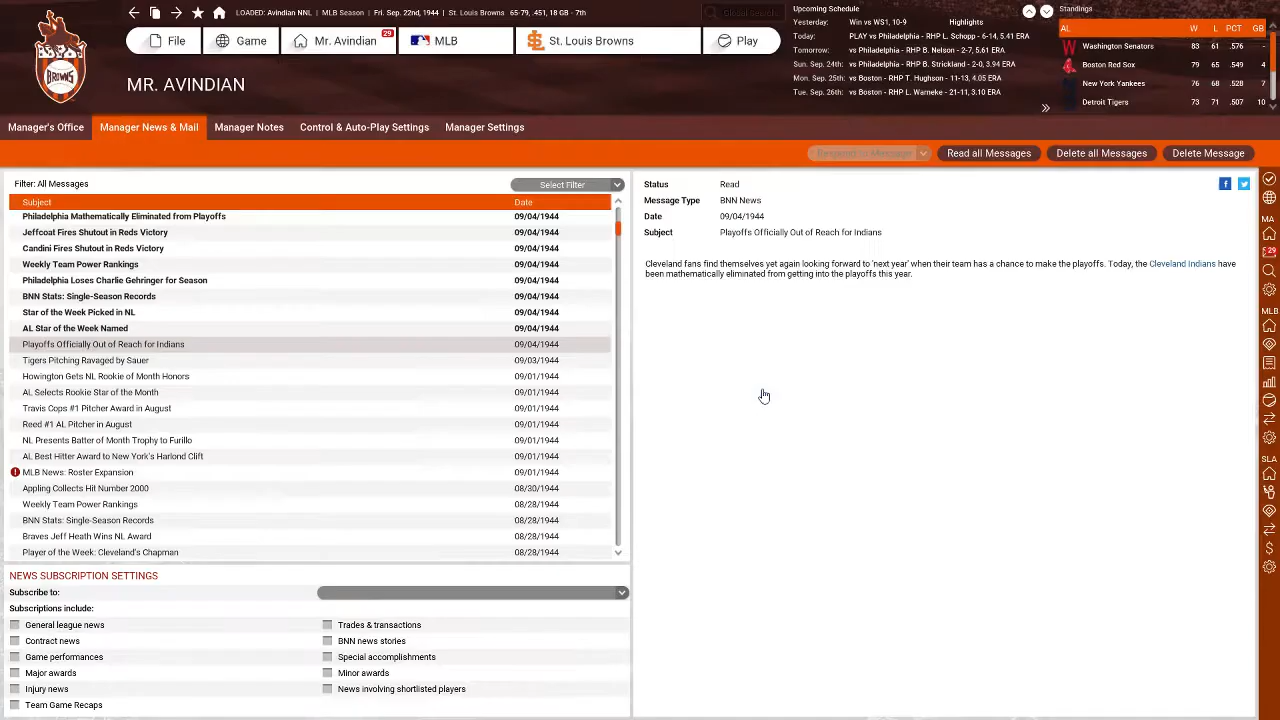 LOADED: Avindian NNL | MLB Season | Fri. Sep. 22nd, 1944 | St. Louis Browns 65-79, .451, 18 GB - 7th
Global Search
File
Game
Mr. Avindian
29
MLB
St. Louis Browns
Play
BROWNS
MR. AVINDIAN
Upcoming Schedule
Yesterday: Win vs WS1, 10-9 Highlights
Today: PLAY vs Philadelphia - RHP L. Schopp - 6-14, 5.41 ERA
Tomorrow: vs Philadelphia - RHP B. Nelson - 2-7, 5.61 ERA
Sun. Sep. 24th: vs Philadelphia - RHP B. Strickland - 2-0, 3.94 ERA
Mon. Sep. 25th: vs Boston - RHP T. Hughson - 11-13, 4.05 ERA
Tue. Sep. 26th: vs Boston - RHP L. Warneke - 21-11, 3.10 ERA
Standings
AL W L PCT GB
Washington Senators 83 61 .576 -
Boston Red Sox 79 65 .549 4
New York Yankees 76 68 .528 7
Detroit Tigers 73 71 .507 10
Manager's Office
Manager News & Mail
Manager Notes
Control & Auto-Play Settings
Manager Settings
Respond to Message
Read all Messages
Delete all Messages
Delete Message
Filter: All Messages
Select Filter
Subject Date
Philadelphia Mathematically Eliminated from Playoffs 09/04/1944
Jeffcoat Fires Shutout in Reds Victory 09/04/1944
Candini Fires Shutout in Reds Victory 09/04/1944
Weekly Team Power Rankings 09/04/1944
Philadelphia Loses Charlie Gehringer for Season 09/04/1944
BNN Stats: Single-Season Records 09/04/1944
Star of the Week Picked in NL 09/04/1944
AL Star of the Week Named 09/04/1944
Playoffs Officially Out of Reach for Indians 09/04/1944
Tigers Pitching Ravaged by Sauer 09/03/1944
Howington Gets NL Rookie of Month Honors 09/01/1944
AL Selects Rookie Star of the Month 09/01/1944
Travis Cops #1 Pitcher Award in August 09/01/1944
Reed #1 AL Pitcher in August 09/01/1944
NL Presents Batter of Month Trophy to Furillo 09/01/1944
AL Best Hitter Award to New York's Harlond Clift 09/01/1944
MLB News: Roster Expansion 09/01/1944
Appling Collects Hit Number 2000 08/30/1944
Weekly Team Power Rankings 08/28/1944
BNN Stats: Single-Season Records 08/28/1944
Braves Jeff Heath Wins NL Award 08/28/1944
Player of the Week: Cleveland's Chapman 08/28/1944
Status Read
Message Type BNN News
Date 09/04/1944
Subject Playoffs Officially Out of Reach for Indians
Cleveland fans find themselves yet again looking forward to 'next year' when their team has a chance to make the playoffs. Today, the Cleveland Indians have
been mathematically eliminated from getting into the playoffs this year.
NEWS SUBSCRIPTION SETTINGS
Subscribe to:
Subscriptions include:
General league news
Trades & transactions
Contract news
BNN news stories
Game performances
Special accomplishments
Major awards
Minor awards
Injury news
News involving shortlisted players
Team Game Recaps
MA
29
MLB
SLA